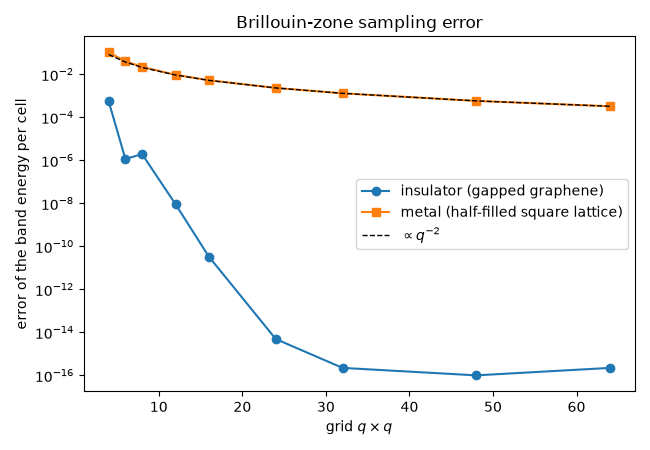 Brillouin-zone sampling error
error of the band energy per cell
10⁻²
10⁻⁴
10⁻⁶
10⁻⁸
10⁻¹⁰
10⁻¹²
10⁻¹⁴
10⁻¹⁶
insulator (gapped graphene)
metal (half-filled square lattice)
∝ q⁻²
10 20 30 40 50 60
grid q × q